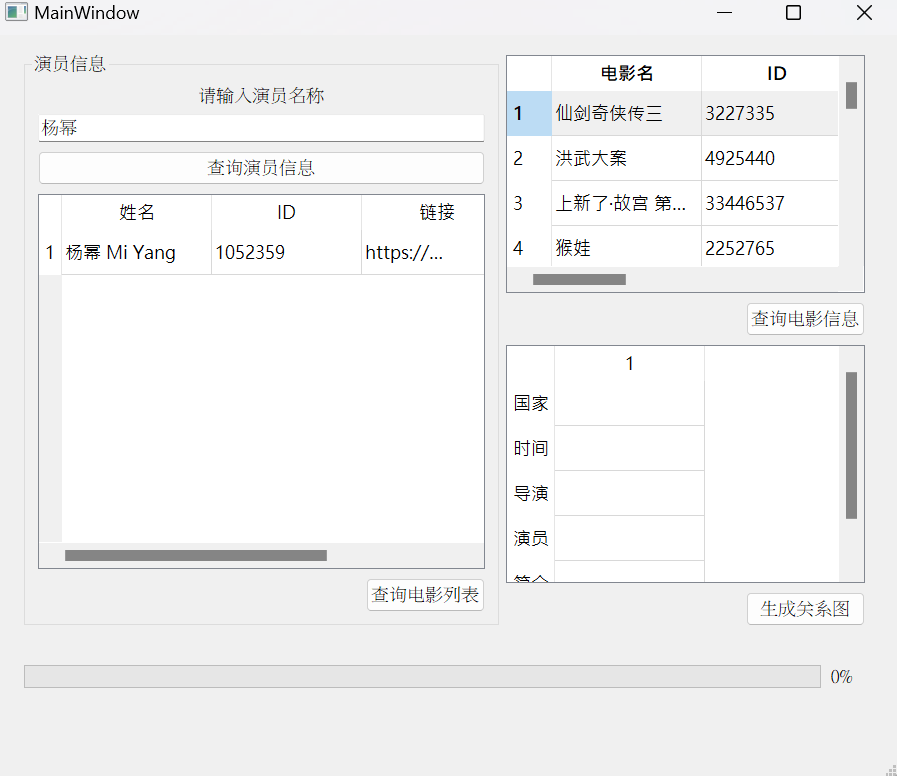 MainWindow
演员信息
请输入演员名称
杨幂
查询演员信息
姓名 ID 链接
1 杨幂 Mi Yang 1052359 https://...
查询电影列表
电影名 ID
1 仙剑奇侠传三 3227335
2 洪武大案 4925440
3 上新了·故宫 第... 33446537
4 猴娃 2252765
查询电影信息
1
国家
时间
导演
演员
简介
生成关系图
0%